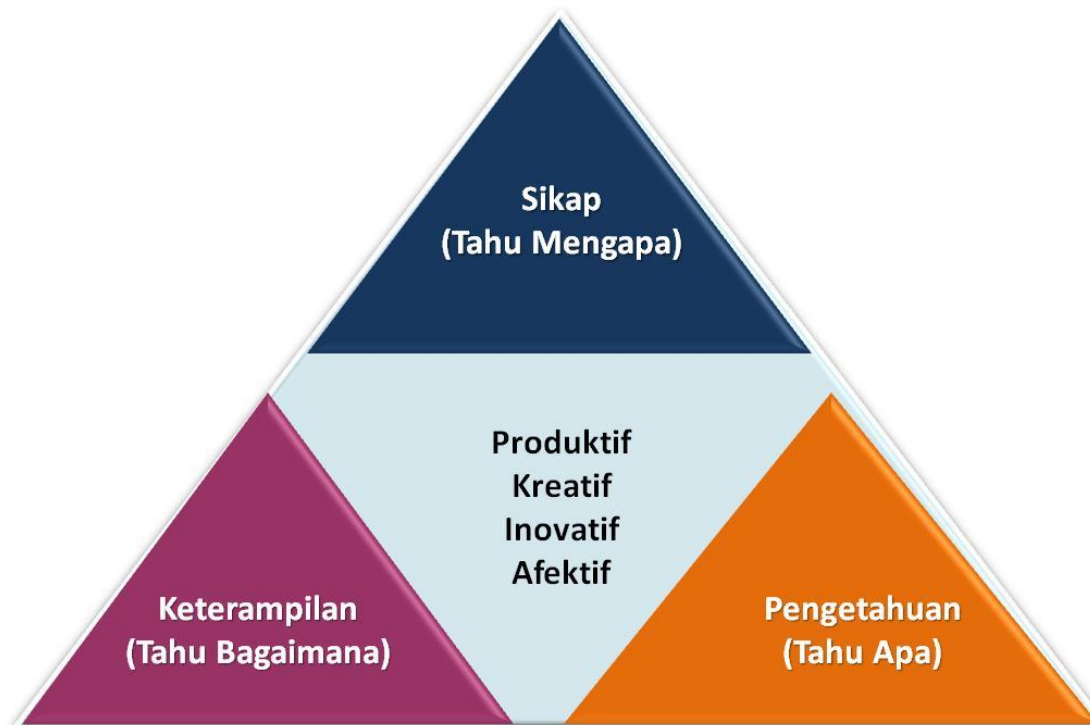 Sikap
(Tahu Mengapa)
Produktif
Kreatif
Inovatif
Afektif
Keterampilan
(Tahu Bagaimana)
Pengetahuan
(Tahu Apa)